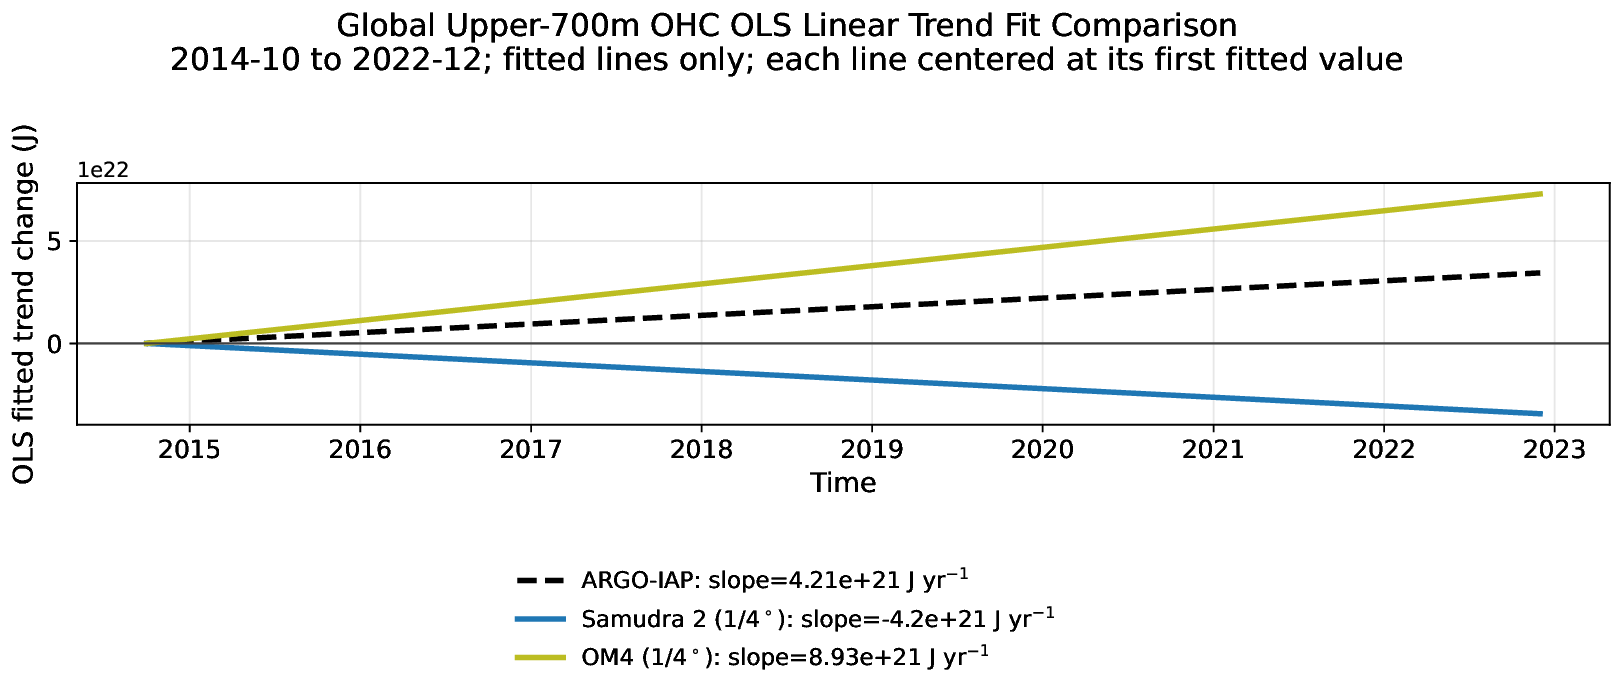 Global Upper-700m OHC OLS Linear Trend Fit Comparison
2014-10 to 2022-12; fitted lines only; each line centered at its first fitted value
OLS fitted trend change (J)
1e22
5
0
2015 2016 2017 2018 2019 2020 2021 2022 2023
Time
ARGO-IAP: slope=4.21e+21 J yr⁻¹
Samudra 2 (1/4°): slope=-4.2e+21 J yr⁻¹
OM4 (1/4°): slope=8.93e+21 J yr⁻¹